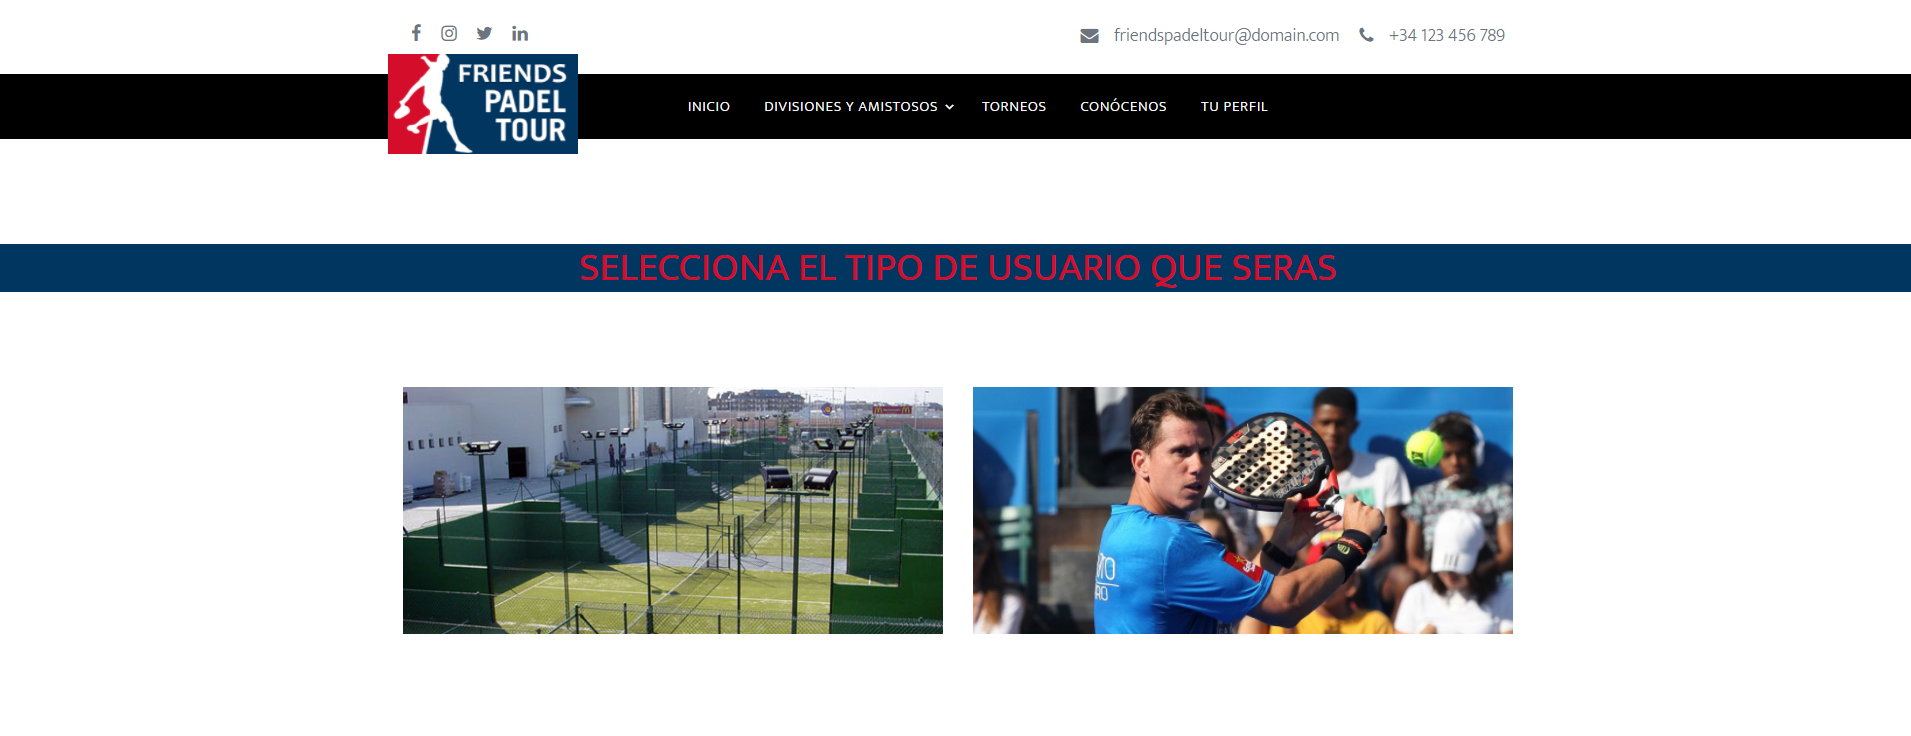 friendspadeltour@domain.com +34 123 456 789
FRIENDS
PADEL
TOUR
INICIO DIVISIONES Y AMISTOSOS TORNEOS CONÓCENOS TU PERFIL
SELECCIONA EL TIPO DE USUARIO QUE SERAS